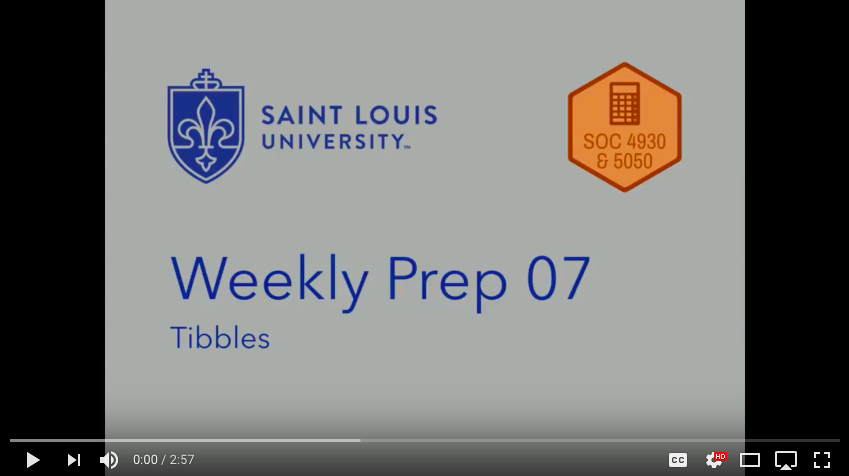 SAINT LOUIS
UNIVERSITY™
SOC 4930
& 5050
Weekly Prep 07
Tibbles
0:00 / 2:57
CC
HD